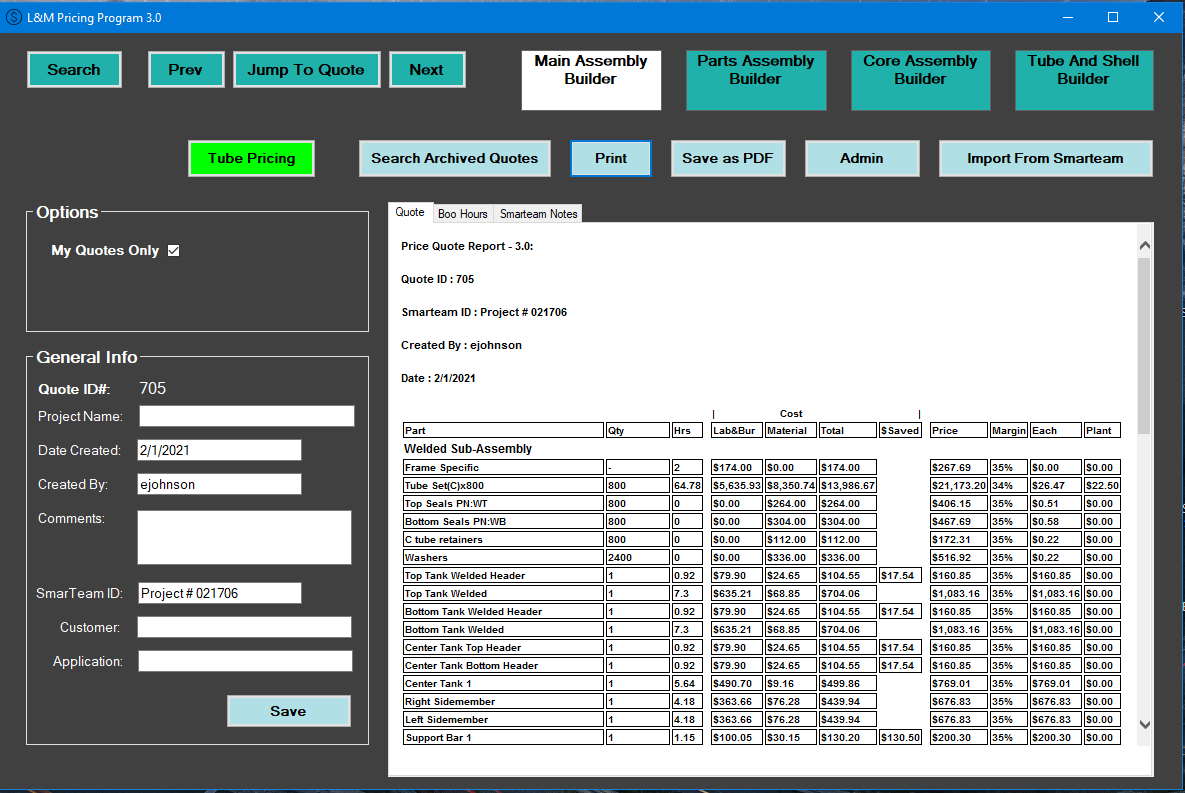 L&M Pricing Program 3.0
Search Prev Jump To Quote Next
Main Assembly Builder
Parts Assembly Builder
Core Assembly Builder
Tube And Shell Builder
Tube Pricing Search Archived Quotes Print Save as PDF Admin Import From Smarteam
Options
My Quotes Only
General Info
Quote ID#: 705
Project Name:
Date Created: 2/1/2021
Created By: ejohnson
Comments:
SmarTeam ID: Project # 021706
Customer:
Application:
Save
Quote Boo Hours Smarteam Notes
Price Quote Report - 3.0:
Quote ID : 705
Smarteam ID : Project # 021706
Created By : ejohnson
Date : 2/1/2021
| Cost |
Part Qty Hrs Lab&Bur Material Total $Saved Price Margin Each Plant
Welded Sub-Assembly
Frame Specific - 2 $174.00 $0.00 $174.00 $267.69 35% $0.00 $0.00
Tube Set(C)x800 800 64.78 $5,635.93 $8,350.74 $13,986.67 $21,173.20 34% $26.47 $22.50
Top Seals PN:WT 800 0 $0.00 $264.00 $264.00 $406.15 35% $0.51 $0.00
Bottom Seals PN:WB 800 0 $0.00 $304.00 $304.00 $467.69 35% $0.58 $0.00
C tube retainers 800 0 $0.00 $112.00 $112.00 $172.31 35% $0.22 $0.00
Washers 2400 0 $0.00 $336.00 $336.00 $516.92 35% $0.22 $0.00
Top Tank Welded Header 1 0.92 $79.90 $24.65 $104.55 $17.54 $160.85 35% $160.85 $0.00
Top Tank Welded 1 7.3 $635.21 $68.85 $704.06 $1,083.16 35% $1,083.16 $0.00
Bottom Tank Welded Header 1 0.92 $79.90 $24.65 $104.55 $17.54 $160.85 35% $160.85 $0.00
Bottom Tank Welded 1 7.3 $635.21 $68.85 $704.06 $1,083.16 35% $1,083.16 $0.00
Center Tank Top Header 1 0.92 $79.90 $24.65 $104.55 $17.54 $160.85 35% $160.85 $0.00
Center Tank Bottom Header 1 0.92 $79.90 $24.65 $104.55 $17.54 $160.85 35% $160.85 $0.00
Center Tank 1 1 5.64 $490.70 $9.16 $499.86 $769.01 35% $769.01 $0.00
Right Sidemember 1 4.18 $363.66 $76.28 $439.94 $676.83 35% $676.83 $0.00
Left Sidemember 1 4.18 $363.66 $76.28 $439.94 $676.83 35% $676.83 $0.00
Support Bar 1 1 1.15 $100.05 $30.15 $130.20 $130.50 $200.30 35% $200.30 $0.00